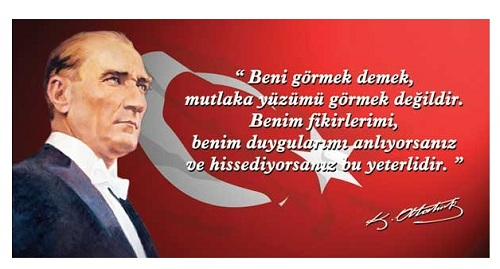 “ Beni görmek demek,
mutlaka yüzümü görmek değildir.
Benim fikirlerimi,
benim duygularımı anlıyorsanız
ve hissediyorsanız bu yeterlidir. ”
K. Atatürk